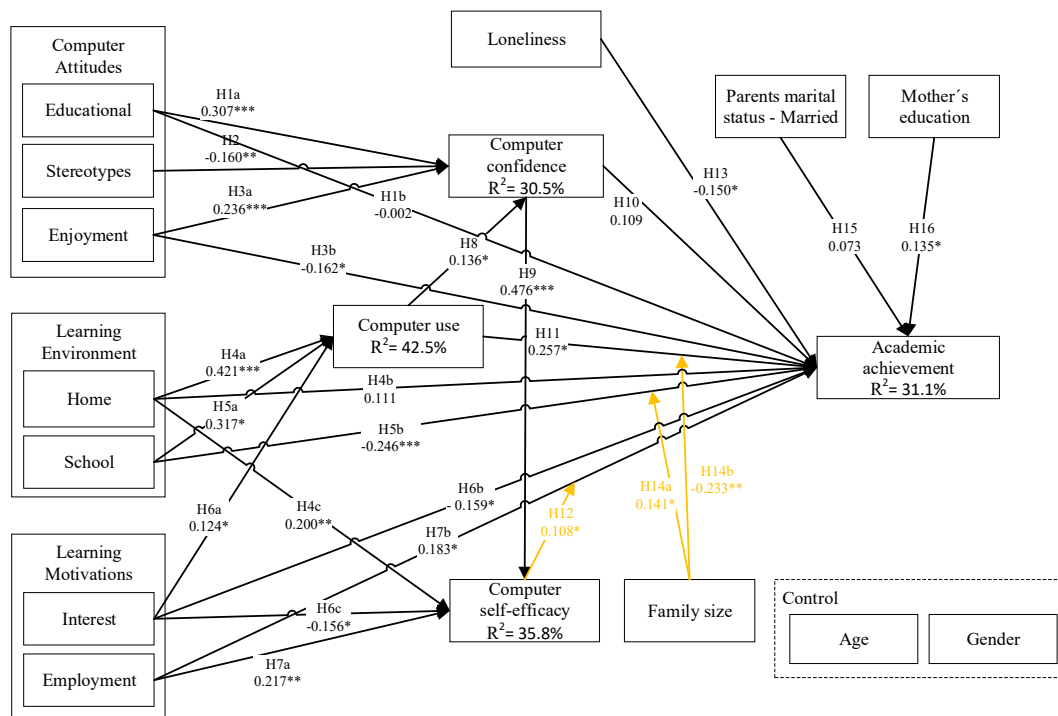 Computer
Attitudes
Educational
Stereotypes
Enjoyment
Learning
Environment
Home
School
Learning
Motivations
Interest
Employment
Loneliness
Parents marital
status - Married
Mother´s
education
Computer
confidence
R²= 30.5%
Computer use
R²= 42.5%
Academic
achievement
R²= 31.1%
Computer
self-efficacy
R²= 35.8%
Family size
Control
Age
Gender
H1a
0.307***
H2
-0.160**
H3a
0.236***
H1b
-0.002
H3b
-0.162*
H8
0.136*
H9
0.476***
H10
0.109
H13
-0.150*
H15
0.073
H16
0.135*
H11
0.257*
H4a
0.421***
H4b
0.111
H5a
0.317*
H5b
-0.246***
H6a
0.124*
H4c
0.200**
H6b
- 0.159*
H7b
0.183*
H12
0.108*
H14a
0.141*
H14b
-0.233**
H6c
-0.156*
H7a
0.217**